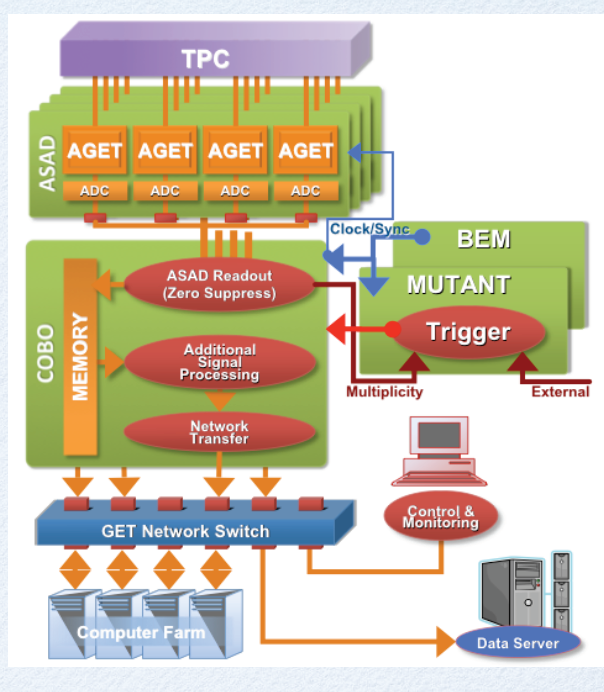 TPC
ASAD
AGET AGET AGET AGET
ADC ADC ADC ADC
Clock/Sync
BEM
MUTANT
Trigger
Multiplicity
External
COBO
MEMORY
ASAD Readout
(Zero Suppress)
Additional
Signal
Processing
Network
Transfer
GET Network Switch
Control &
Monitoring
Computer Farm
Data Server